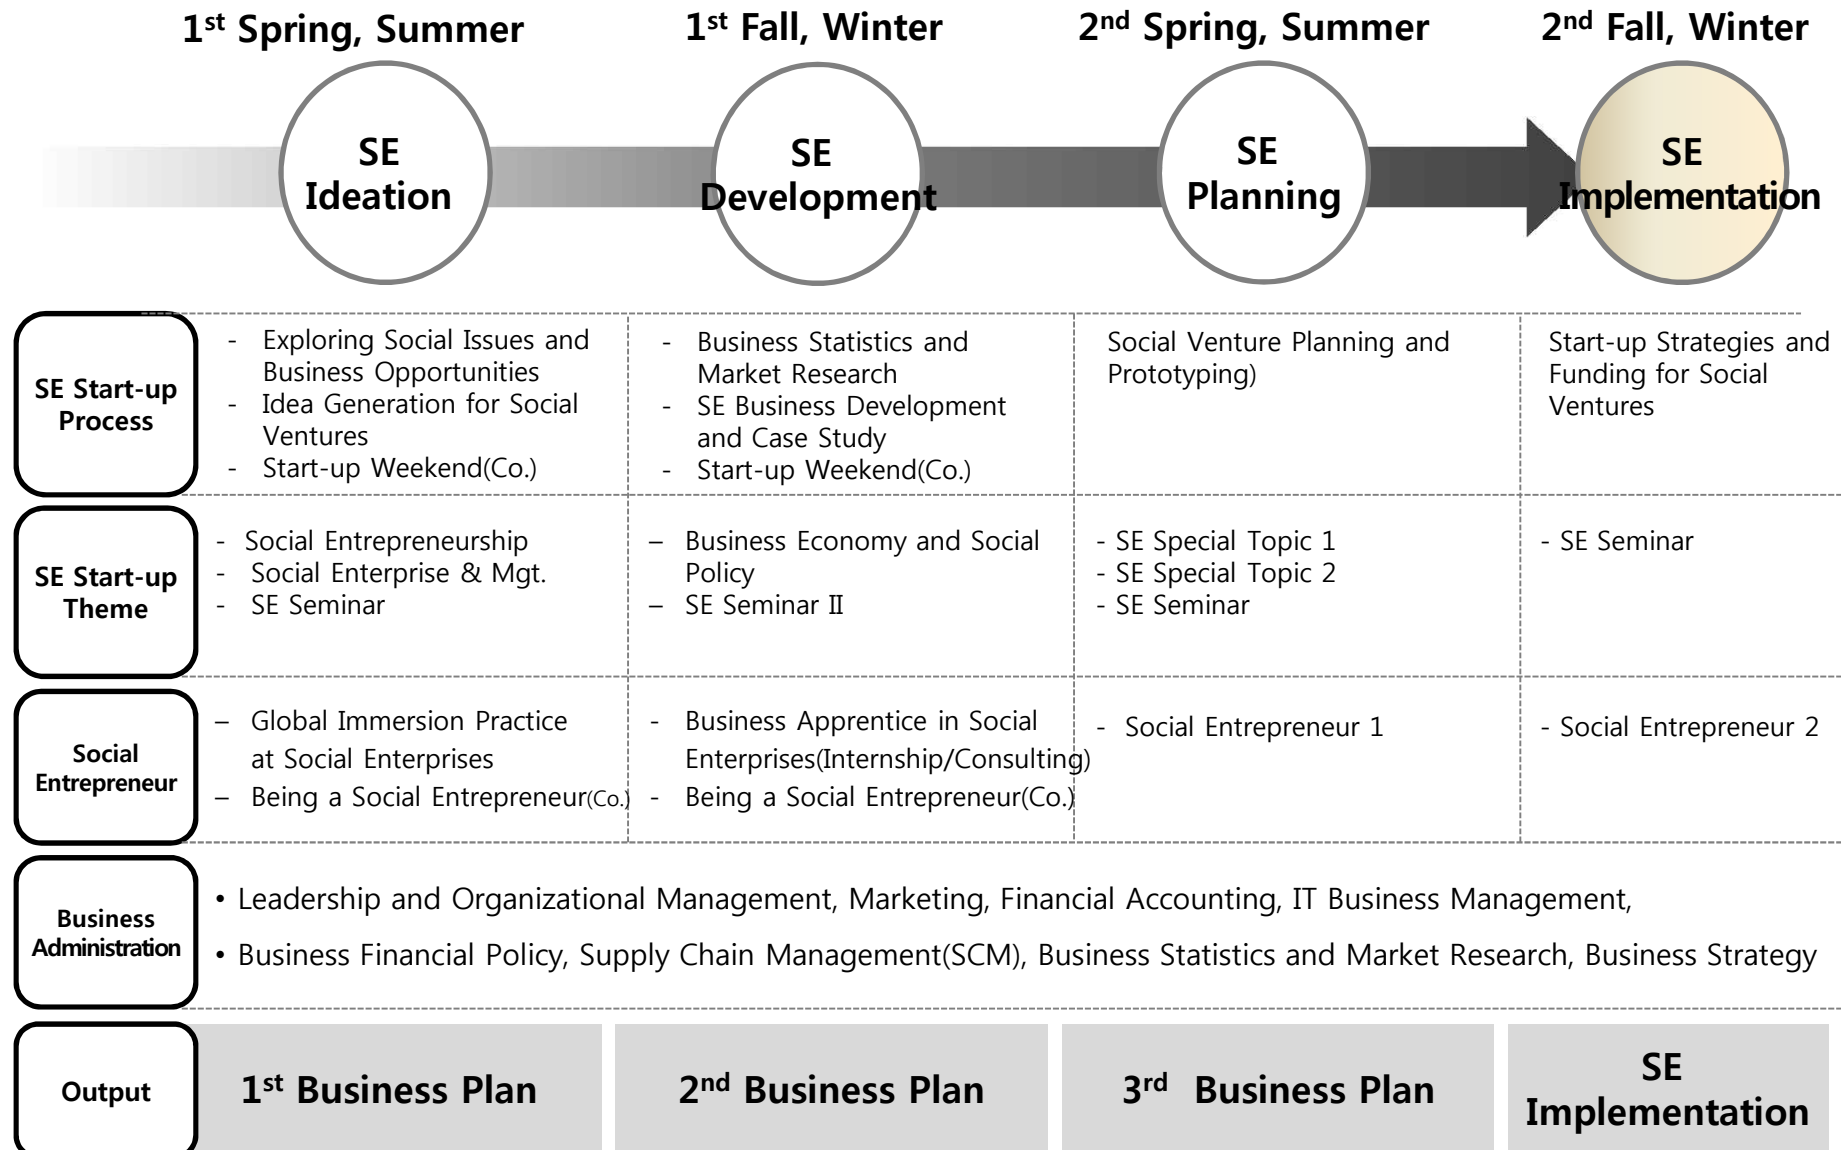 1st Spring, Summer
1st Fall, Winter
2nd Spring, Summer
2nd Fall, Winter
SE
Ideation
SE
Development
SE
Planning
SE
Implementation
SE Start-up
Process
- Exploring Social Issues and
Business Opportunities
- Idea Generation for Social
Ventures
- Start-up Weekend(Co.)
- Business Statistics and
Market Research
- SE Business Development
and Case Study
- Start-up Weekend(Co.)
Social Venture Planning and
Prototyping)
Start-up Strategies and
Funding for Social
Ventures
SE Start-up
Theme
- Social Entrepreneurship
- Social Enterprise & Mgt.
- SE Seminar
– Business Economy and Social
Policy
– SE Seminar Ⅱ
- SE Special Topic 1
- SE Special Topic 2
- SE Seminar
- SE Seminar
Social
Entrepreneur
– Global Immersion Practice
at Social Enterprises
– Being a Social Entrepreneur(Co.)
- Business Apprentice in Social
Enterprises(Internship/Consulting)
- Being a Social Entrepreneur(Co.)
- Social Entrepreneur 1
- Social Entrepreneur 2
Business
Administration
• Leadership and Organizational Management, Marketing, Financial Accounting, IT Business Management,
• Business Financial Policy, Supply Chain Management(SCM), Business Statistics and Market Research, Business Strategy
Output
1st Business Plan
2nd Business Plan
3rd Business Plan
SE
Implementation